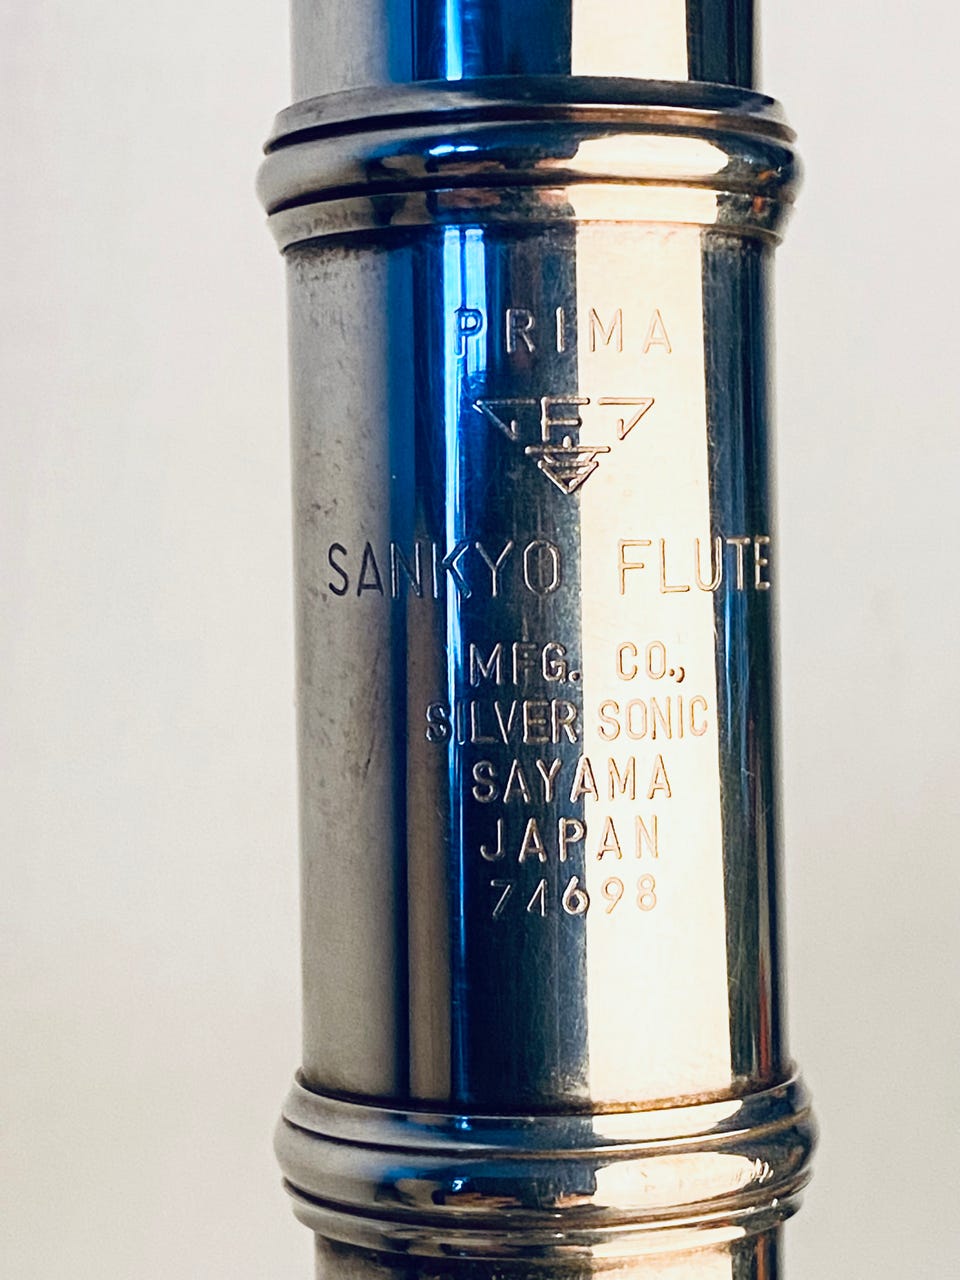 PRIMA
SANKYO FLUTE
MFG. CO.,
SILVER SONIC
SAYAMA
JAPAN
74698